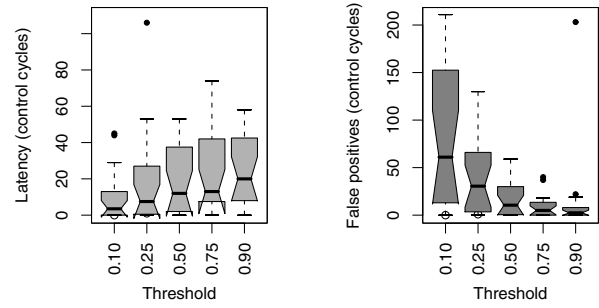 Latency (control cycles)
0 20 40 60 80
0.10 0.25 0.50 0.75 0.90
Threshold
False positives (control cycles)
0 50 100 150 200
0.10 0.25 0.50 0.75 0.90
Threshold